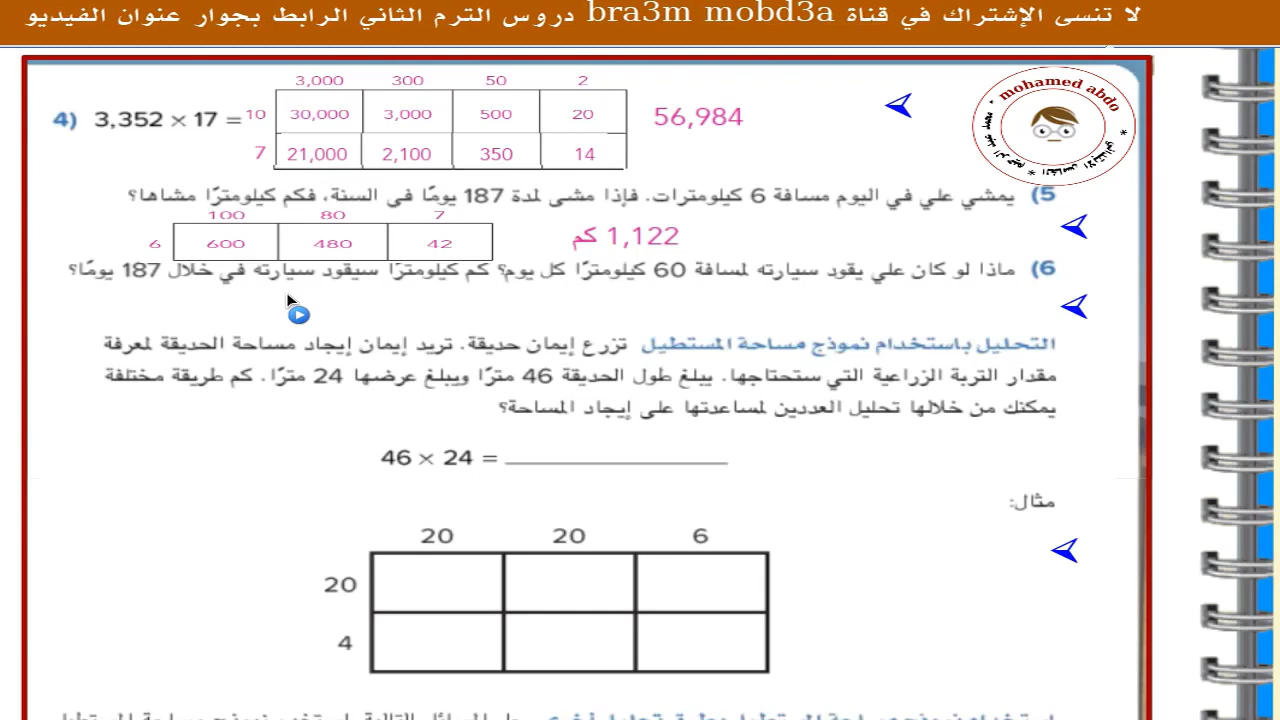 لا تنسى الإشتراك في قناة bra3m mobd3a دروس الترم الثاني الرابط بجوار عنوان الفيديو
mohamed abdo
3,000 300 50 2
4) 3,352 × 17 = 10 30,000 3,000 500 20 56,984
7 21,000 2,100 350 14
5) يمشي علي في اليوم مسافة 6 كيلومترات. فإذا مشى لمدة 187 يومًا في السنة، فكم كيلومترًا مشاها؟
100 80 7
6 600 480 42 1,122 كم
6) ماذا لو كان علي يقود سيارته لمسافة 60 كيلومترًا كل يوم؟ كم كيلومترًا سيقود سيارته في خلال 187 يومًا؟
التحليل باستخدام نموذج مساحة المستطيل تزرع إيمان حديقة. تريد إيمان إيجاد مساحة الحديقة لمعرفة
مقدار التربة الزراعية التي ستحتاجها. يبلغ طول الحديقة 46 مترًا ويبلغ عرضها 24 مترًا. كم طريقة مختلفة
يمكنك من خلالها تحليل العددين لمساعدتها على إيجاد المساحة؟
46 × 24 =
مثال:
20 20 6
20
4